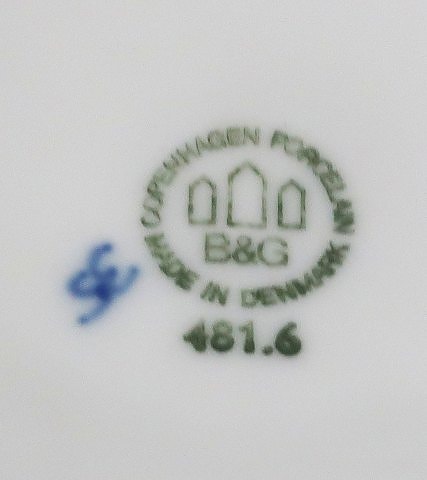 COPENHAGEN PORCELAIN
B&G
MADE IN DENMARK
481.6